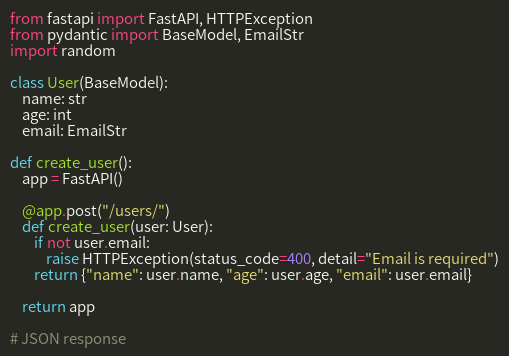 from fastapi import FastAPI, HTTPException
from pydantic import BaseModel, EmailStr
import random

class User(BaseModel):
    name: str
    age: int
    email: EmailStr

def create_user():
    app = FastAPI()

    @app.post("/users/")
    def create_user(user: User):
        if not user.email:
            raise HTTPException(status_code=400, detail="Email is required")
        return {"name": user.name, "age": user.age, "email": user.email}

    return app

# JSON response